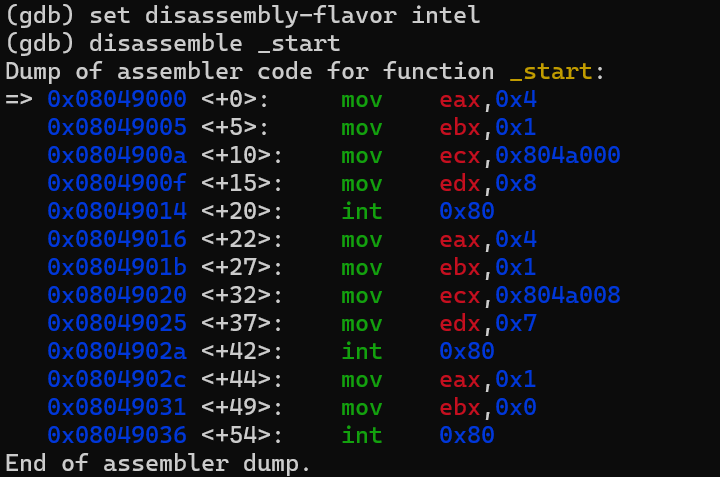 (gdb) set disassembly-flavor intel
(gdb) disassemble _start
Dump of assembler code for function _start:
=> 0x08049000 <+0>:     mov    eax,0x4
   0x08049005 <+5>:     mov    ebx,0x1
   0x0804900a <+10>:    mov    ecx,0x804a000
   0x0804900f <+15>:    mov    edx,0x8
   0x08049014 <+20>:    int    0x80
   0x08049016 <+22>:    mov    eax,0x4
   0x0804901b <+27>:    mov    ebx,0x1
   0x08049020 <+32>:    mov    ecx,0x804a008
   0x08049025 <+37>:    mov    edx,0x7
   0x0804902a <+42>:    int    0x80
   0x0804902c <+44>:    mov    eax,0x1
   0x08049031 <+49>:    mov    ebx,0x0
   0x08049036 <+54>:    int    0x80
End of assembler dump.